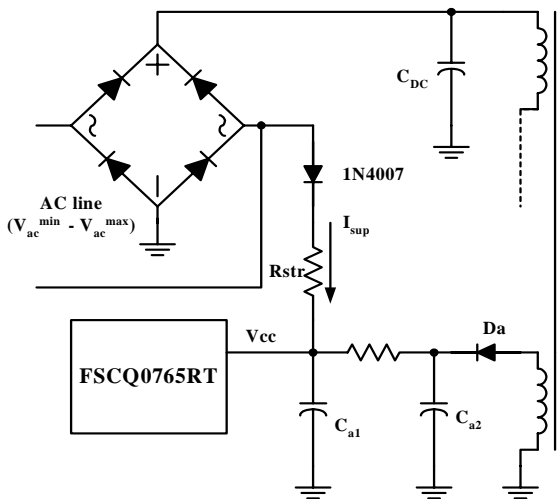 C_DC
1N4007
AC line
(V_ac^min - V_ac^max)
I_sup
Rstr
Da
Vcc
FSCQ0765RT
C_a1
C_a2